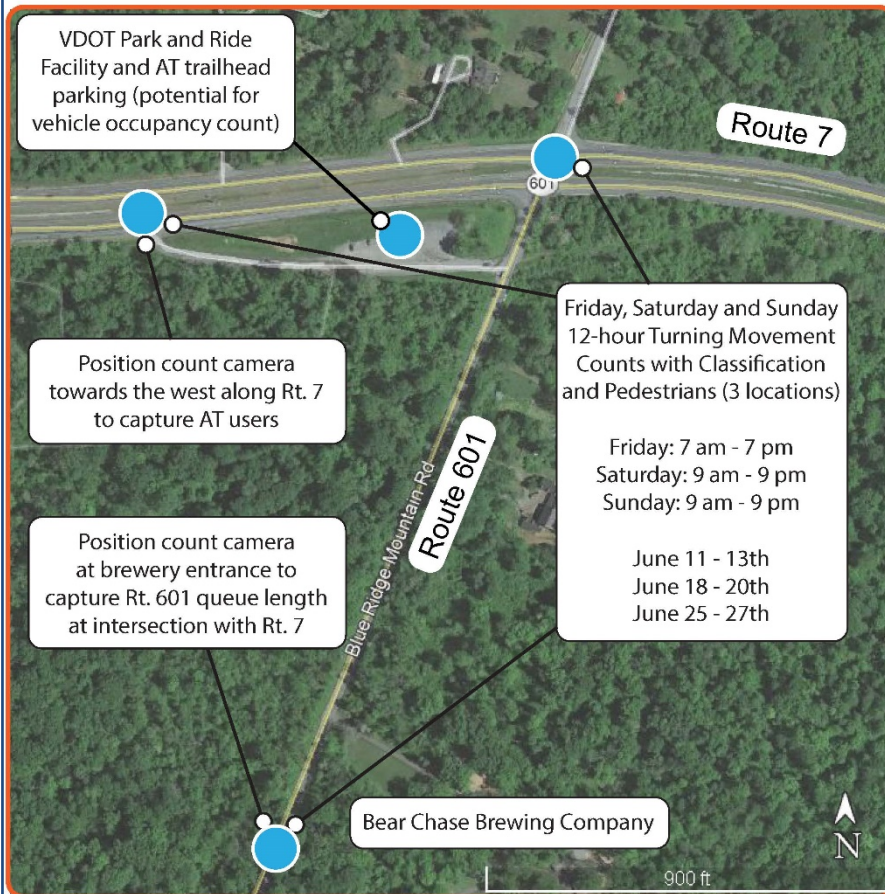 VDOT Park and Ride
Facility and AT trailhead
parking (potential for
vehicle occupancy count)
Route 7
601
Friday, Saturday and Sunday
12-hour Turning Movement
Counts with Classification
and Pedestrians (3 locations)
Friday: 7 am - 7 pm
Saturday: 9 am - 9 pm
Sunday: 9 am - 9 pm
June 11 - 13th
June 18 - 20th
June 25 - 27th
Position count camera
towards the west along Rt. 7
to capture AT users
Route 601
Blue Ridge Mountain Rd
Position count camera
at brewery entrance to
capture Rt. 601 queue length
at intersection with Rt. 7
Bear Chase Brewing Company
N
900 ft